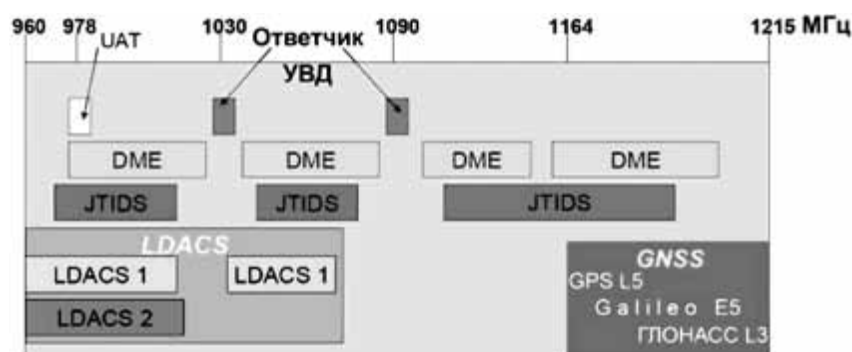 960 978 1030 1090 1164 1215 МГц
UAT Ответчик
УВД
DME DME DME DME
JTIDS JTIDS JTIDS
LDACS
LDACS 1 LDACS 1
LDACS 2
GNSS
GPS L5
Galileo E5
ГЛОНАСС L3